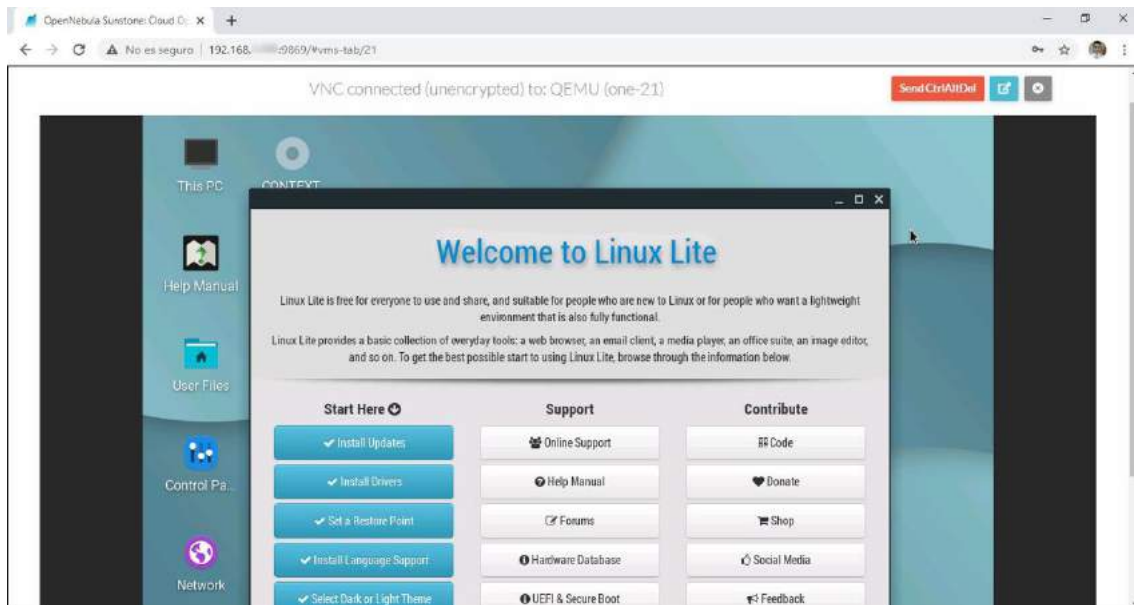 OpenNebula Sunstone: Cloud O
No es seguro | 192.168. :9869/#vms-tab/21
VNC connected (unencrypted) to: QEMU (one-21)
Send CtrlAltDel
This PC
CONTEXT
Help Manual
User Files
Control Pa...
Network
Welcome to Linux Lite
Linux Lite is free for everyone to use and share, and suitable for people who are new to Linux or for people who want a lightweight
environment that is also fully functional.
Linux Lite provides a basic collection of everyday tools: a web browser, an email client, a media player, an office suite, an image editor,
and so on. To get the best possible start to using Linux Lite, browse through the information below.
Start Here
Install Updates
Install Drivers
Set a Restore Point
Install Language Support
Select Dark or Light Theme
Support
Online Support
Help Manual
Forums
Hardware Database
UEFI & Secure Boot
Contribute
Code
Donate
Shop
Social Media
Feedback